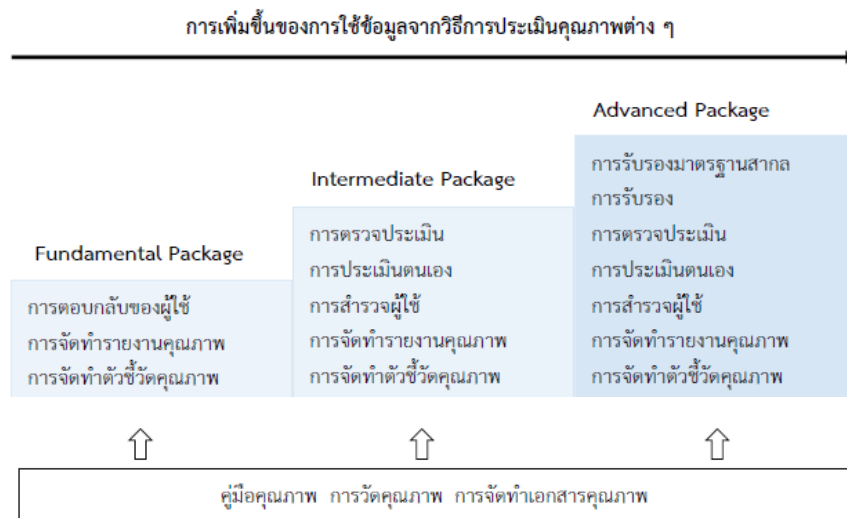 การเพิ่มขึ้นของการใช้ข้อมูลจากวิธีการประเมินคุณภาพต่าง ๆ
Fundamental Package
การตอบกลับของผู้ใช้
การจัดทำรายงานคุณภาพ
การจัดทำตัวชี้วัดคุณภาพ
Intermediate Package
การตรวจประเมิน
การประเมินตนเอง
การสำรวจผู้ใช้
การจัดทำรายงานคุณภาพ
การจัดทำตัวชี้วัดคุณภาพ
Advanced Package
การรับรองมาตรฐานสากล
การรับรอง
การตรวจประเมิน
การประเมินตนเอง
การสำรวจผู้ใช้
การจัดทำรายงานคุณภาพ
การจัดทำตัวชี้วัดคุณภาพ
คู่มือคุณภาพ การวัดคุณภาพ การจัดทำเอกสารคุณภาพ